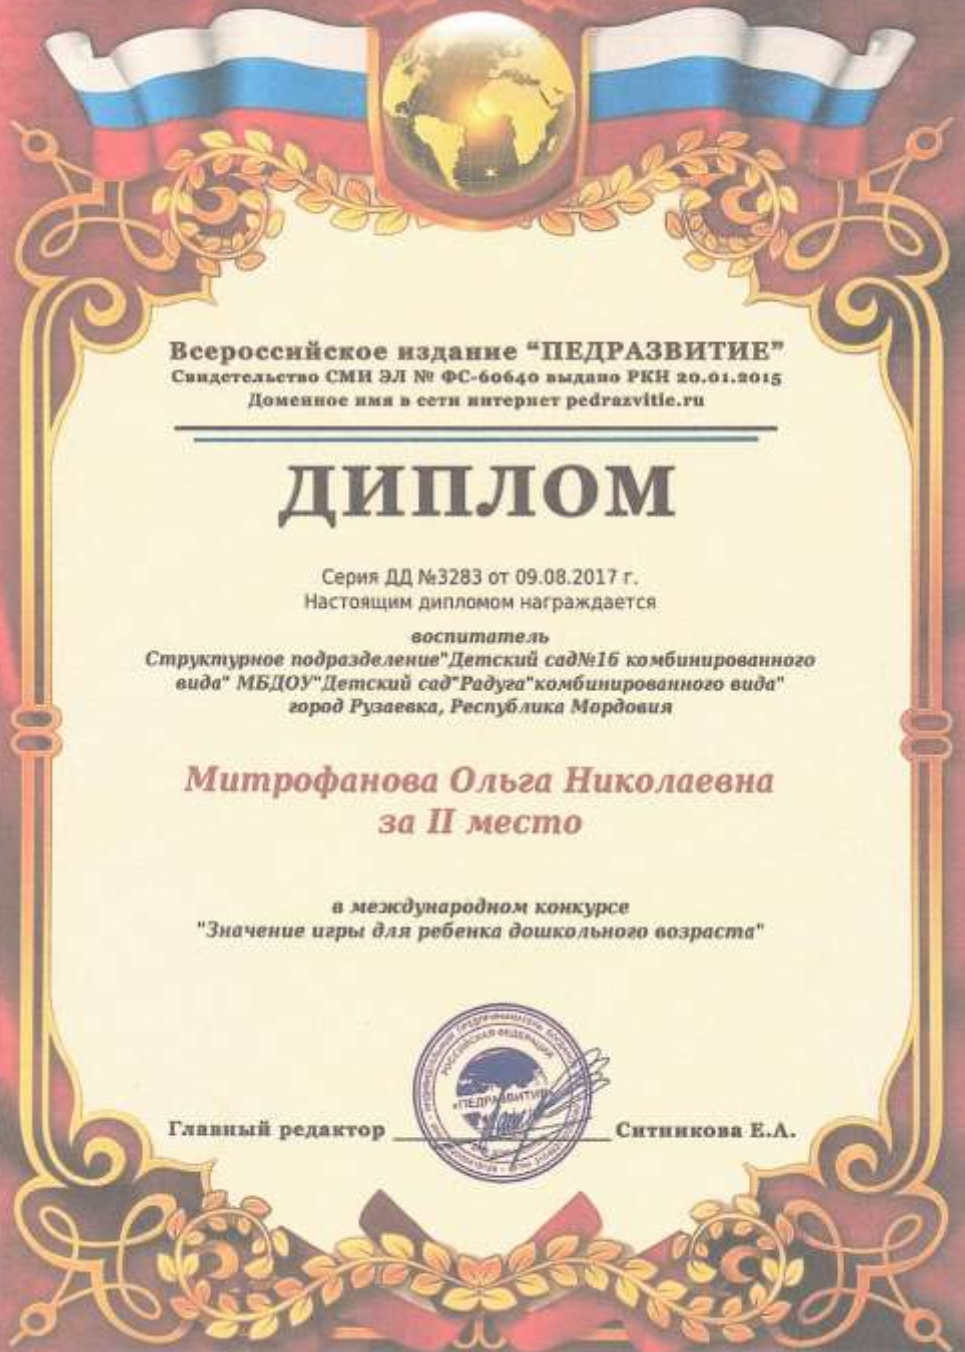 Всероссийское издание “ПЕДРАЗВИТИЕ”
Свидетельство СМИ ЭЛ № ФС-60640 выдано РКН 20.01.2015
Доменное имя в сети интернет pedrazvitie.ru
ДИПЛОМ
Серия ДД №3283 от 09.08.2017 г.
Настоящим дипломом награждается
воспитатель
Структурное подразделение"Детский сад№16 комбинированного
вида" МБДОУ"Детский сад"Радуга"комбинированного вида"
город Рузаевка, Республика Мордовия
Митрофанова Ольга Николаевна
за II место
в международном конкурсе
"Значение игры для ребенка дошкольного возраста"
РОССИЙСКАЯ ФЕДЕРАЦИЯ
«ПЕДРАЗВИТИЕ»
Главный редактор Ситникова Е.А.